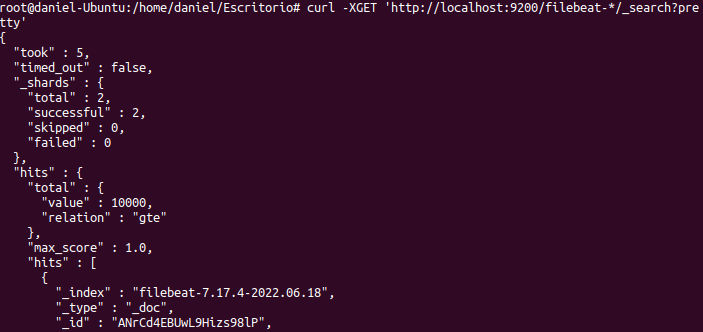 root@daniel-Ubuntu:/home/daniel/Escritorio# curl -XGET 'http://localhost:9200/filebeat-*/_search?pre
tty'
{
  "took" : 5,
  "timed_out" : false,
  "_shards" : {
    "total" : 2,
    "successful" : 2,
    "skipped" : 0,
    "failed" : 0
  },
  "hits" : {
    "total" : {
      "value" : 10000,
      "relation" : "gte"
    },
    "max_score" : 1.0,
    "hits" : [
      {
        "_index" : "filebeat-7.17.4-2022.06.18",
        "_type" : "_doc",
        "_id" : "ANrCd4EBUwL9Hizs98lP",